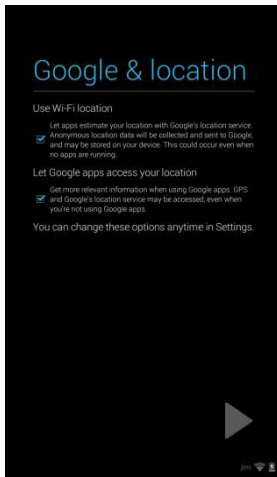 Google & location
Use Wi-Fi location
Let apps estimate your location with Google's location service.
Anonymous location data will be collected and sent to Google,
and may be stored on your device. This could occur even when
no apps are running.
Let Google apps access your location
Get more relevant information when using Google apps. GPS
and Google's location service may be accessed, even when
you're not using Google apps.
You can change these options anytime in Settings.
jim